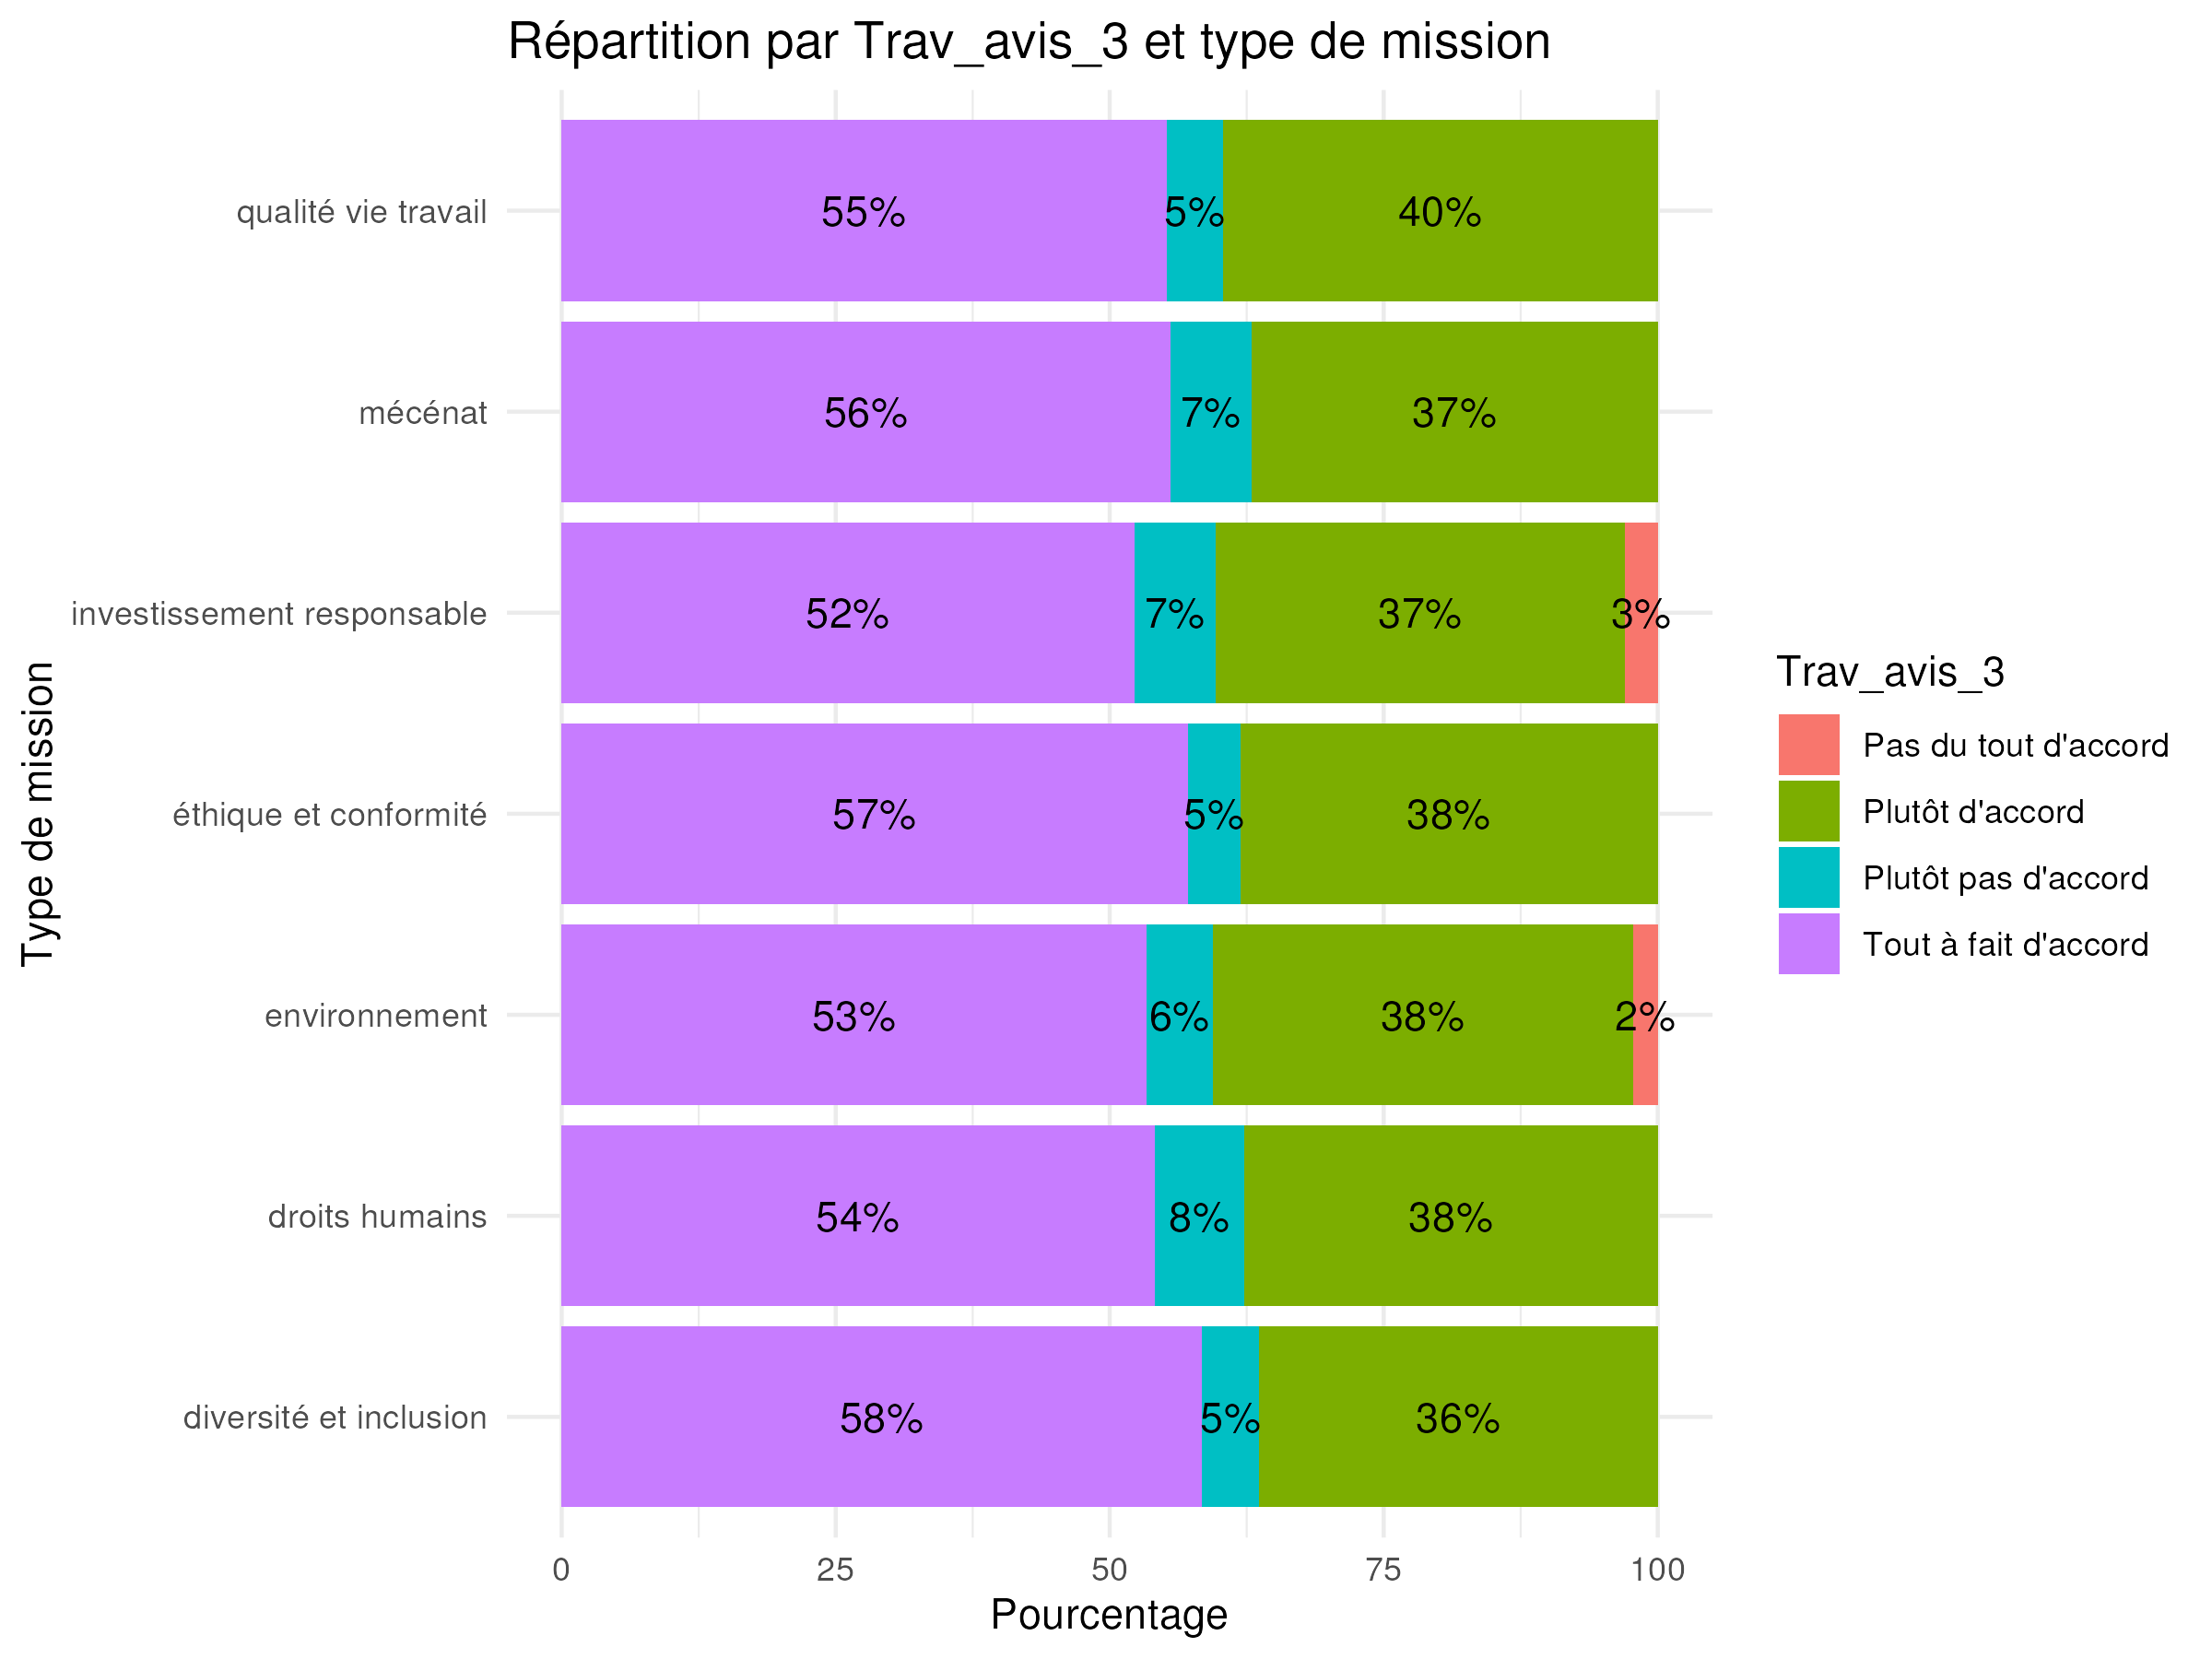 Répartition par Trav_avis_3 et type de mission
Type de mission
qualité vie travail
55%
5%
40%
mécénat
56%
7%
37%
investissement responsable
52%
7%
37%
3%
éthique et conformité
57%
5%
38%
environnement
53%
6%
38%
2%
droits humains
54%
8%
38%
diversité et inclusion
58%
5%
36%
0
25
50
75
100
Pourcentage
Trav_avis_3
Pas du tout d'accord
Plutôt d'accord
Plutôt pas d'accord
Tout à fait d'accord